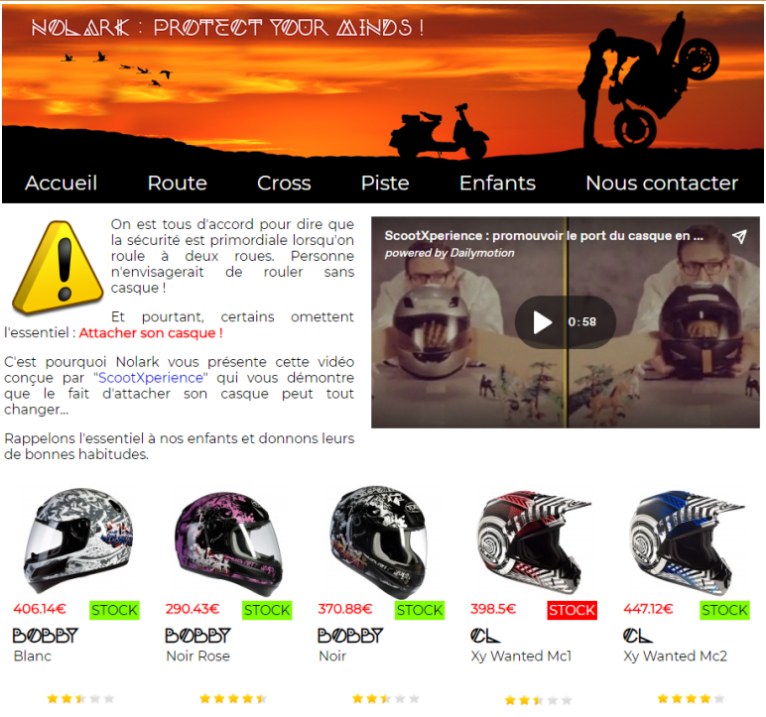 NOLARK : PROTECT YOUR MINDS !
Accueil Route Cross Piste Enfants Nous contacter
On est tous d'accord pour dire que
la sécurité est primordiale lorsqu'on
roule à deux roues. Personne
n'envisagerait de rouler sans
casque !
Et pourtant, certains omettent
l'essentiel : Attacher son casque !
C'est pourquoi Nolark vous présente cette vidéo
conçue par "ScootXperience" qui vous démontre
que le fait d'attacher son casque peut tout
changer...
Rappelons l'essentiel à nos enfants et donnons leurs
de bonnes habitudes.
ScootXperience : promouvoir le port du casque en ...
powered by Dailymotion
0:58
406.14€ STOCK 290.43€ STOCK 370.88€ STOCK 398.5€ STOCK 447.12€ STOCK
BOBBY BOBBY BOBBY CL CL
Blanc Noir Rose Noir Xy Wanted Mc1 Xy Wanted Mc2